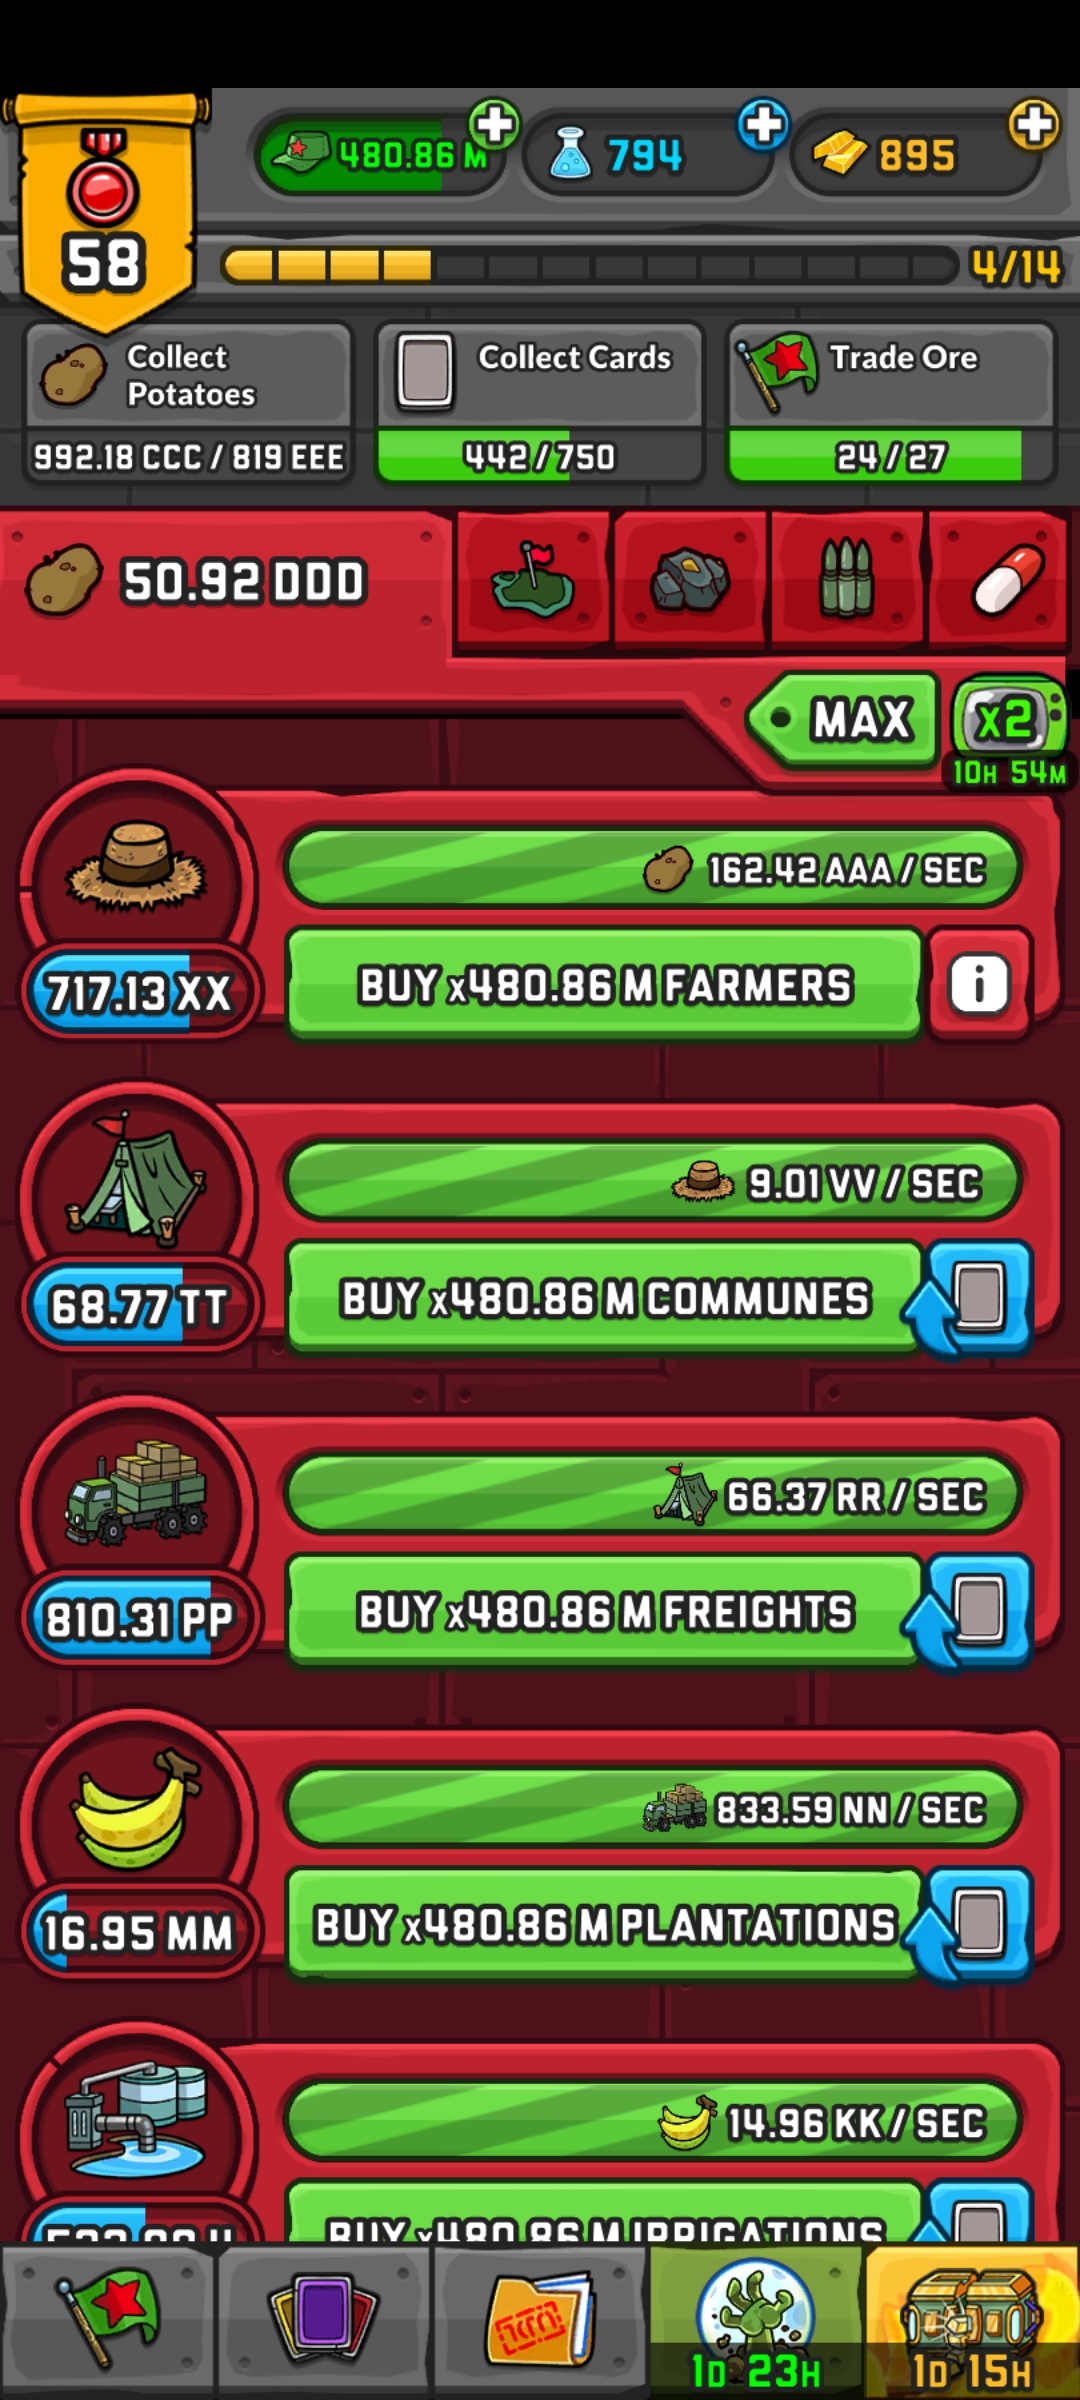 58
480.86 M
794
895
4/14
Collect Potatoes
992.18 CCC / 819 EEE
Collect Cards
442/750
Trade Ore
24/27
50.92 DDD
MAX
x2
10H 54M
162.42 AAA / SEC
717.13 XX
BUY x480.86 M FARMERS
i
9.01 VV / SEC
68.77 TT
BUY x480.86 M COMMUNES
66.37 RR / SEC
810.31 PP
BUY x480.86 M FREIGHTS
833.59 NN / SEC
16.95 MM
BUY x480.86 M PLANTATIONS
14.96 KK / SEC
BUY x480.86 M IRRIGATIONS
1D 23H
1D 15H